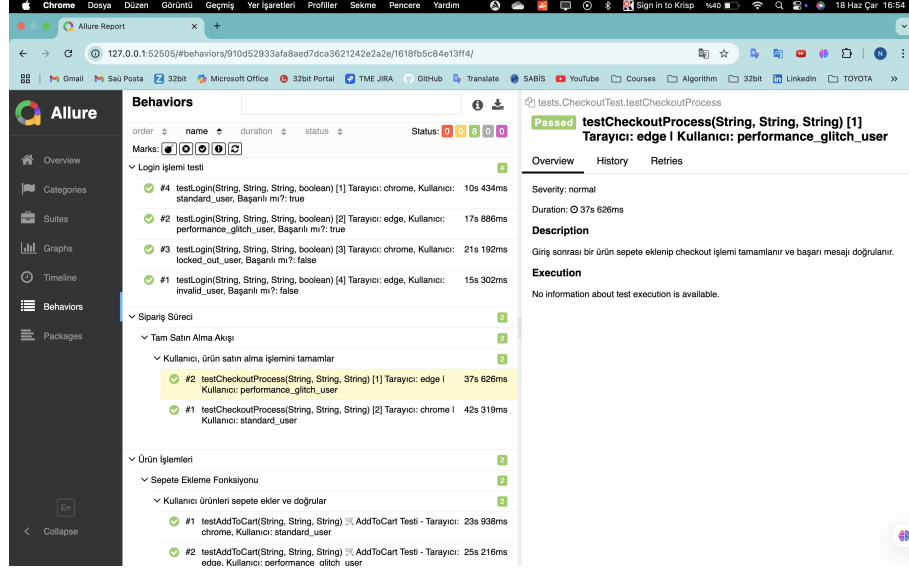 Chrome Dosya Düzen Görüntü Geçmiş Yer İşaretleri Profiller Sekme Pencere Yardım Sign in to Krisp %40 18 Haz Çar 16:54
Allure Report
127.0.0.1:52505/#behaviors/910d52933afa8aed7dca3621242e2a2e/1618fb5c84e13ff4/
Gmail Saü Posta 32bit Microsoft Office 32bit Portal TME JIRA GitHub Translate SABİS YouTube Courses Algorithm 32bit LinkedIn TOYOTA
Allure
Overview
Categories
Suites
Graphs
Timeline
Behaviors
Packages
En
Collapse
Behaviors
order name duration status Status: 0 0 8 0 0
Marks:
Login işlemi testi 4
#4 testLogin(String, String, String, boolean) [1] Tarayıcı: chrome, Kullanıcı: 10s 434ms
standard_user, Başarılı mı?: true
#2 testLogin(String, String, String, boolean) [2] Tarayıcı: edge, Kullanıcı: 17s 886ms
performance_glitch_user, Başarılı mı?: true
#3 testLogin(String, String, String, boolean) [3] Tarayıcı: chrome, Kullanıcı: 21s 192ms
locked_out_user, Başarılı mı?: false
#1 testLogin(String, String, String, boolean) [4] Tarayıcı: edge, Kullanıcı: 15s 302ms
invalid_user, Başarılı mı?: false
Sipariş Süreci 2
Tam Satın Alma Akışı 2
Kullanıcı, ürün satın alma işlemini tamamlar 2
#2 testCheckoutProcess(String, String, String) [1] Tarayıcı: edge | 37s 626ms
Kullanıcı: performance_glitch_user
#1 testCheckoutProcess(String, String, String) [2] Tarayıcı: chrome | 42s 319ms
Kullanıcı: standard_user
Ürün İşlemleri 2
Sepete Ekleme Fonksiyonu 2
Kullanıcı ürünleri sepete ekler ve doğrular 2
#1 testAddToCart(String, String, String) 🛒 AddToCart Testi - Tarayıcı: 23s 938ms
chrome, Kullanıcı: standard_user
#2 testAddToCart(String, String, String) 🛒 AddToCart Testi - Tarayıcı: 25s 216ms
edge, Kullanıcı: performance_glitch_user
tests.CheckoutTest.testCheckoutProcess
Passed testCheckoutProcess(String, String, String) [1]
Tarayıcı: edge | Kullanıcı: performance_glitch_user
Overview History Retries
Severity: normal
Duration: 37s 626ms
Description
Giriş sonrası bir ürün sepete eklenip checkout işlemi tamamlanır ve başarı mesajı doğrulanır.
Execution
No information about test execution is available.